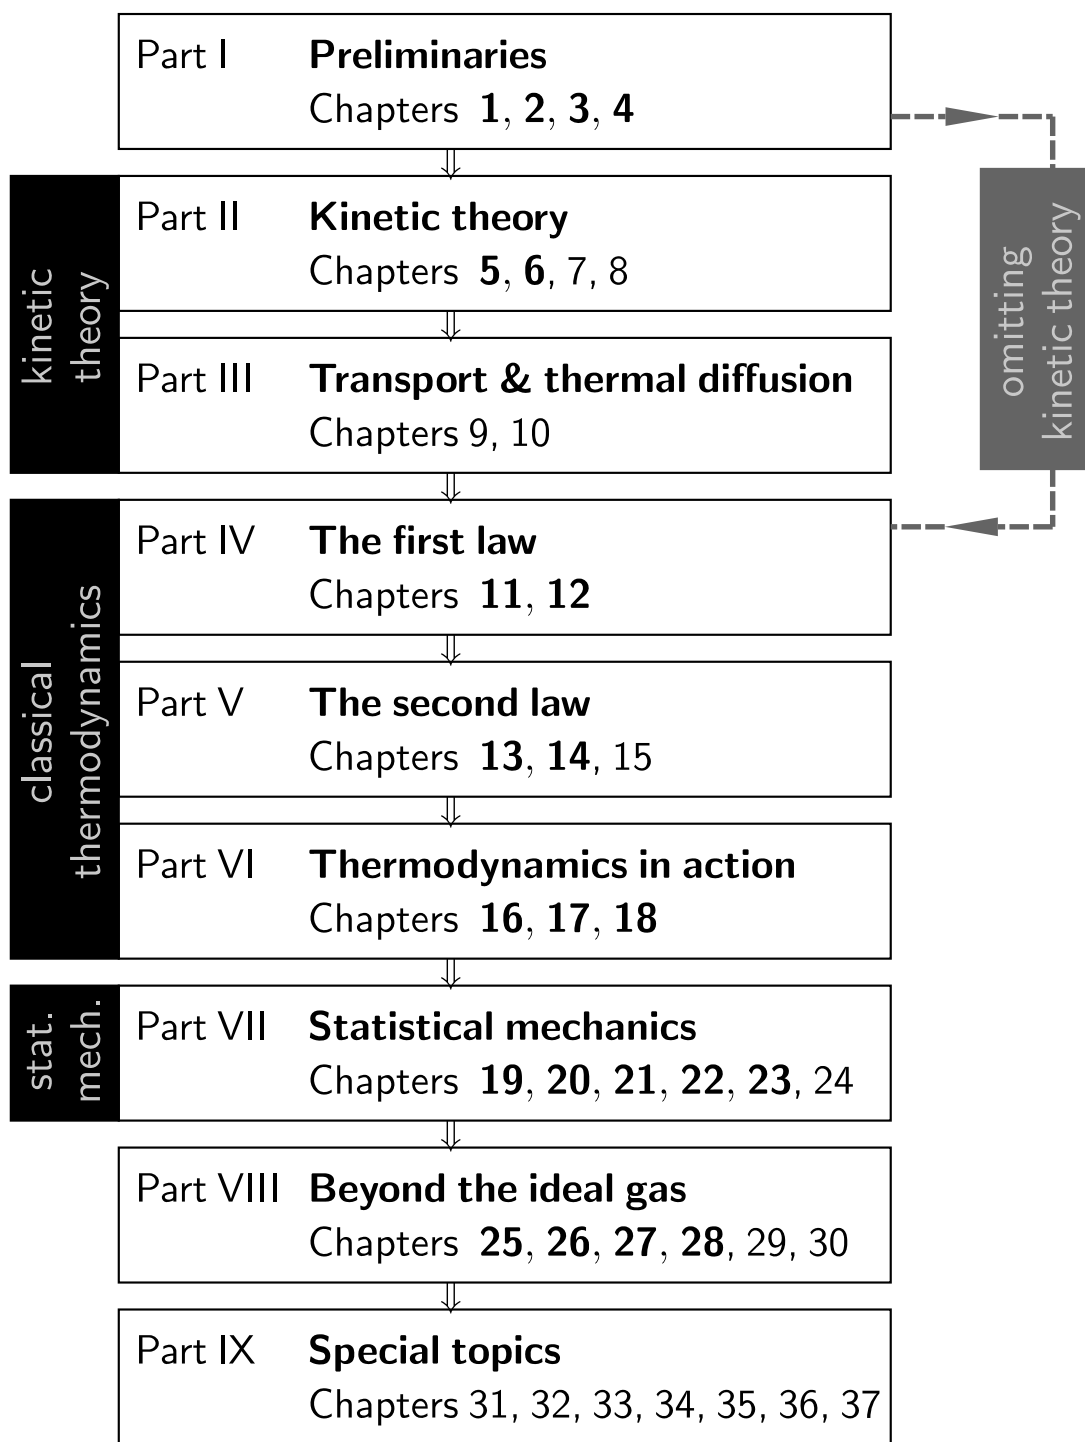 Part I Preliminaries
Chapters 1, 2, 3, 4
Part II Kinetic theory
Chapters 5, 6, 7, 8
Part III Transport & thermal diffusion
Chapters 9, 10
kinetic
theory
omitting
kinetic theory
Part IV The first law
Chapters 11, 12
Part V The second law
Chapters 13, 14, 15
Part VI Thermodynamics in action
Chapters 16, 17, 18
classical
thermodynamics
Part VII Statistical mechanics
Chapters 19, 20, 21, 22, 23, 24
stat.
mech.
Part VIII Beyond the ideal gas
Chapters 25, 26, 27, 28, 29, 30
Part IX Special topics
Chapters 31, 32, 33, 34, 35, 36, 37